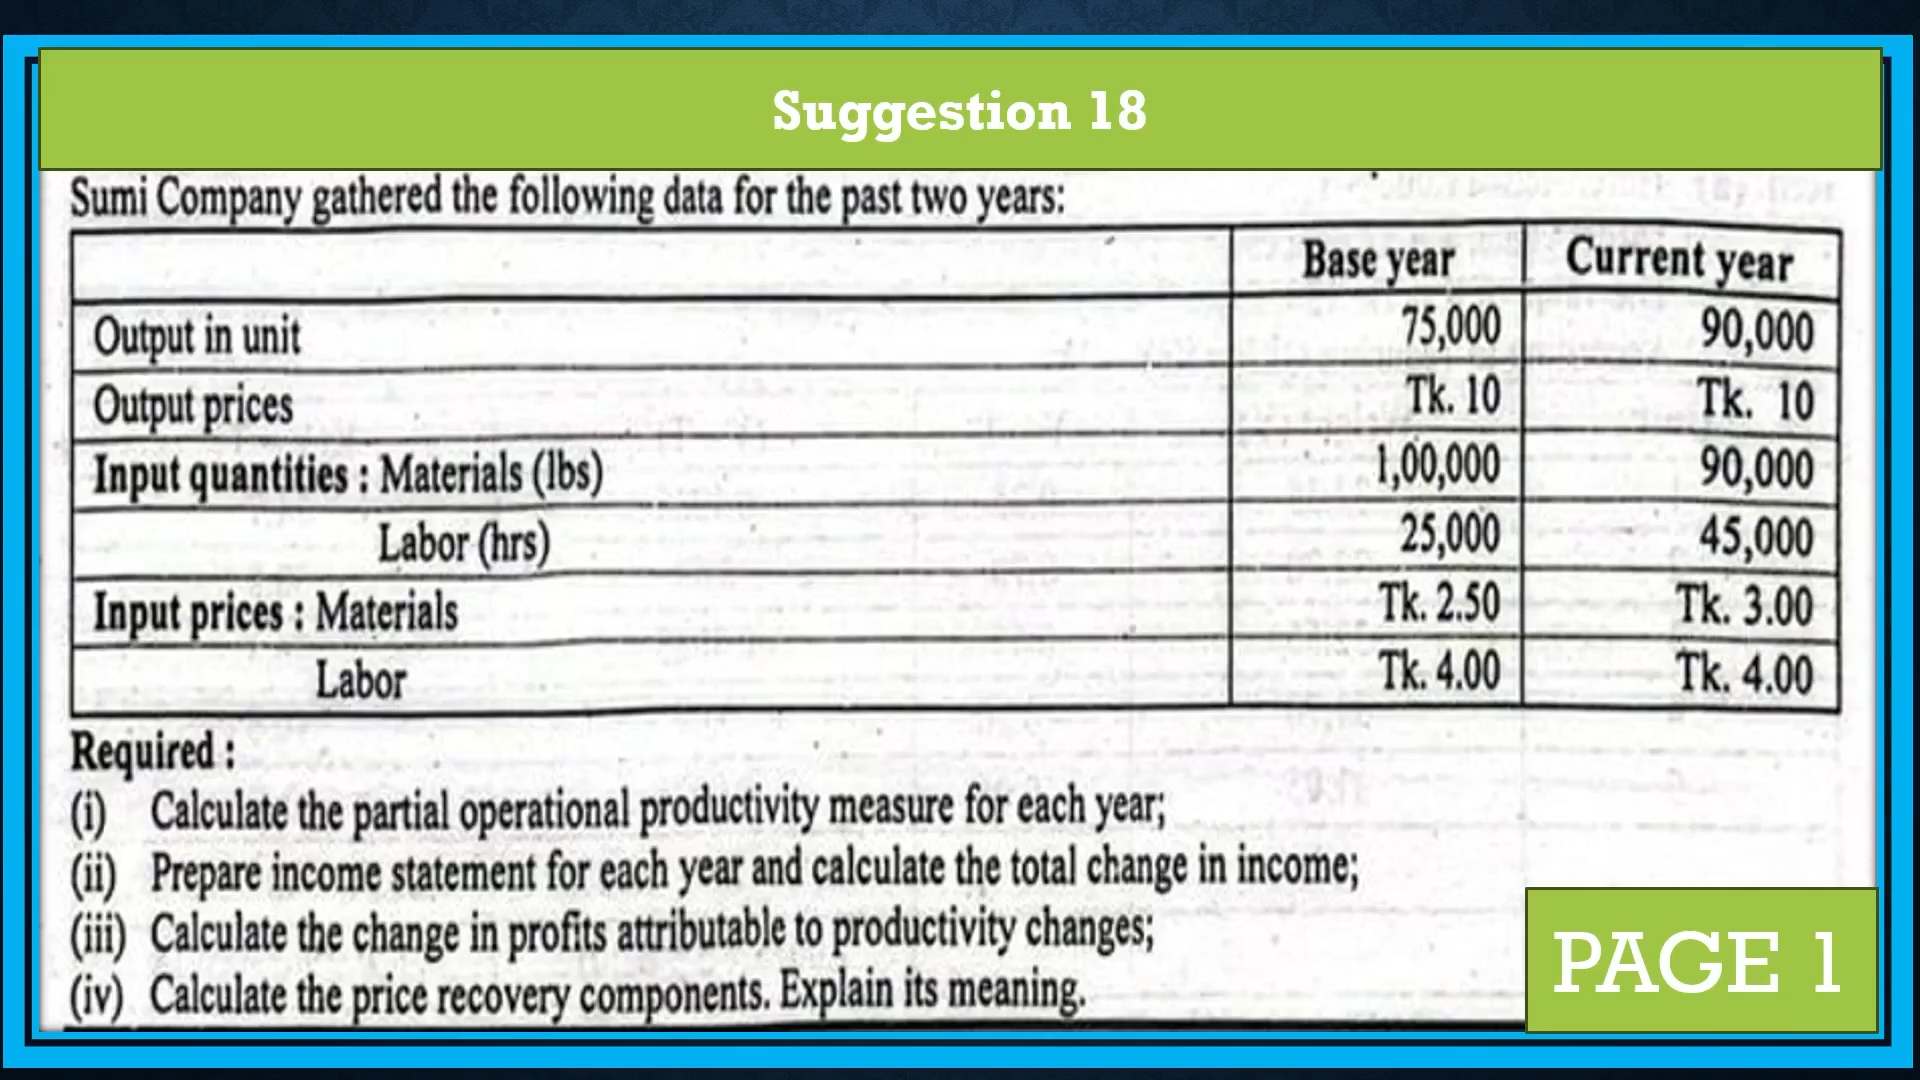 Suggestion 18
Sumi Company gathered the following data for the past two years:
Base year Current year
Output in unit 75,000 90,000
Output prices Tk. 10 Tk. 10
Input quantities : Materials (lbs) 1,00,000 90,000
Labor (hrs) 25,000 45,000
Input prices : Materials Tk. 2.50 Tk. 3.00
Labor Tk. 4.00 Tk. 4.00
Required :
(i) Calculate the partial operational productivity measure for each year;
(ii) Prepare income statement for each year and calculate the total change in income;
(iii) Calculate the change in profits attributable to productivity changes;
(iv) Calculate the price recovery components. Explain its meaning.
PAGE 1